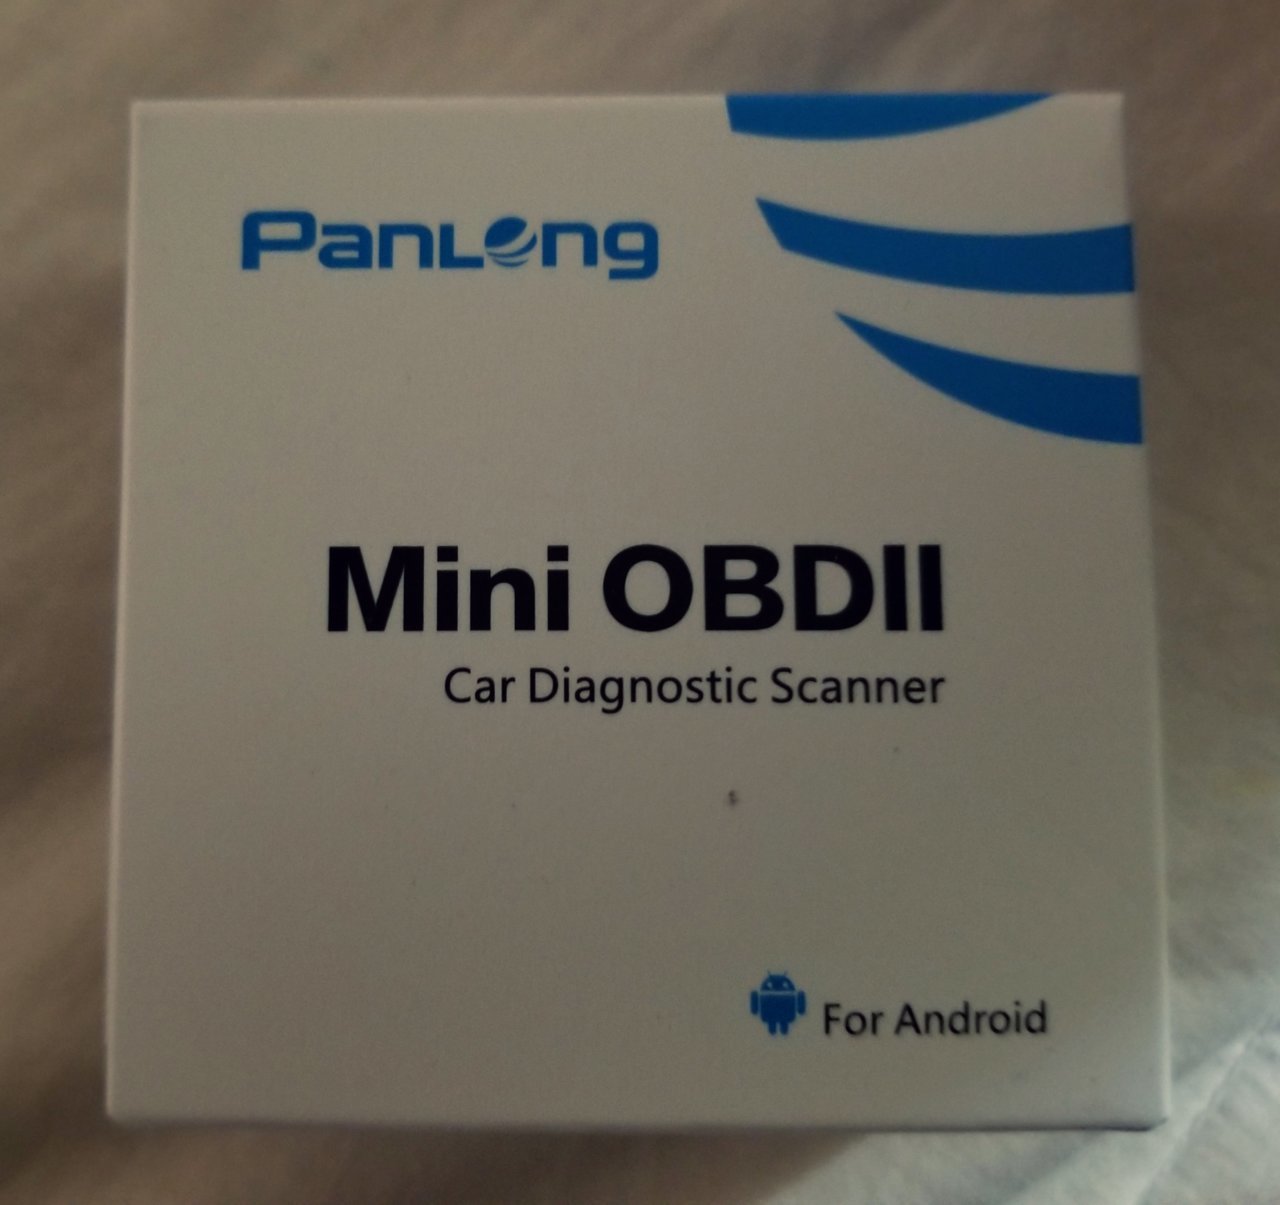 PanLong
Mini OBDII
Car Diagnostic Scanner
For Android